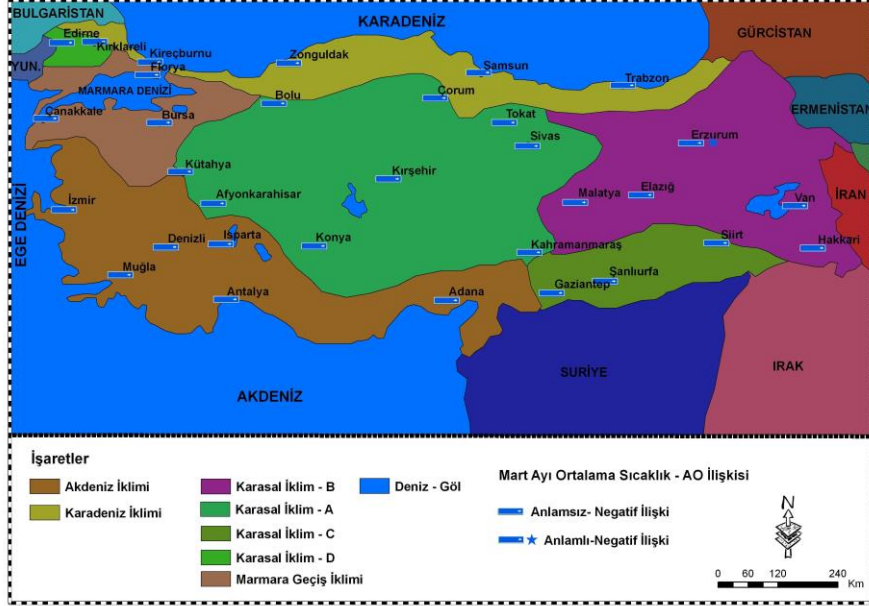 BULGARİSTAN
KARADENİZ
GÜRCİSTAN
Edirne
Kırklareli
Kireçburnu
Zonguldak
YUN.
Florya
Samsun
Trabzon
MARMARA DENİZİ
Bolu
Çorum
ERMENİSTAN
Çanakkale
Bursa
Tokat
Sivas
Erzurum
Kütahya
Kırşehir
Afyonkarahisar
Malatya
Elazığ
Van
İRAN
İzmir
EGE DENİZİ
Denizli
Isparta
Konya
Kahramanmaraş
Siirt
Hakkari
Muğla
Antalya
Adana
Gaziantep
Şanlıurfa
SURİYE
IRAK
AKDENİZ
İşaretler
Akdeniz İklimi
Karadeniz İklimi
Karasal İklim - B
Karasal İklim - A
Karasal İklim - C
Karasal İklim - D
Marmara Geçiş İklimi
Deniz - Göl
Mart Ayı Ortalama Sıcaklık - AO İlişkisi
Anlamsız- Negatif İlişki
Anlamlı-Negatif İlişki
N
0 60 120 240
Km